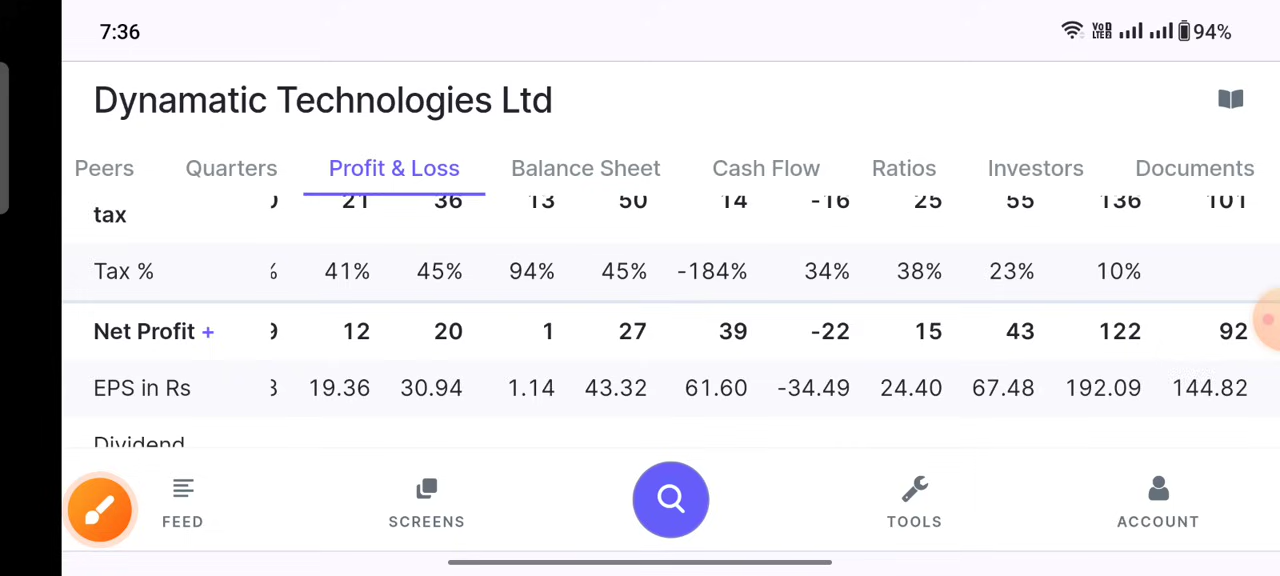 7:36 VoD LTE2 94%
Dynamatic Technologies Ltd
Peers Quarters Profit & Loss Balance Sheet Cash Flow Ratios Investors Documents
tax 21 36 13 50 14 -16 25 55 136 101
Tax % % 41% 45% 94% 45% -184% 34% 38% 23% 10%
Net Profit + 9 12 20 1 27 39 -22 15 43 122 92
EPS in Rs 3 19.36 30.94 1.14 43.32 61.60 -34.49 24.40 67.48 192.09 144.82
Dividend
FEED SCREENS TOOLS ACCOUNT